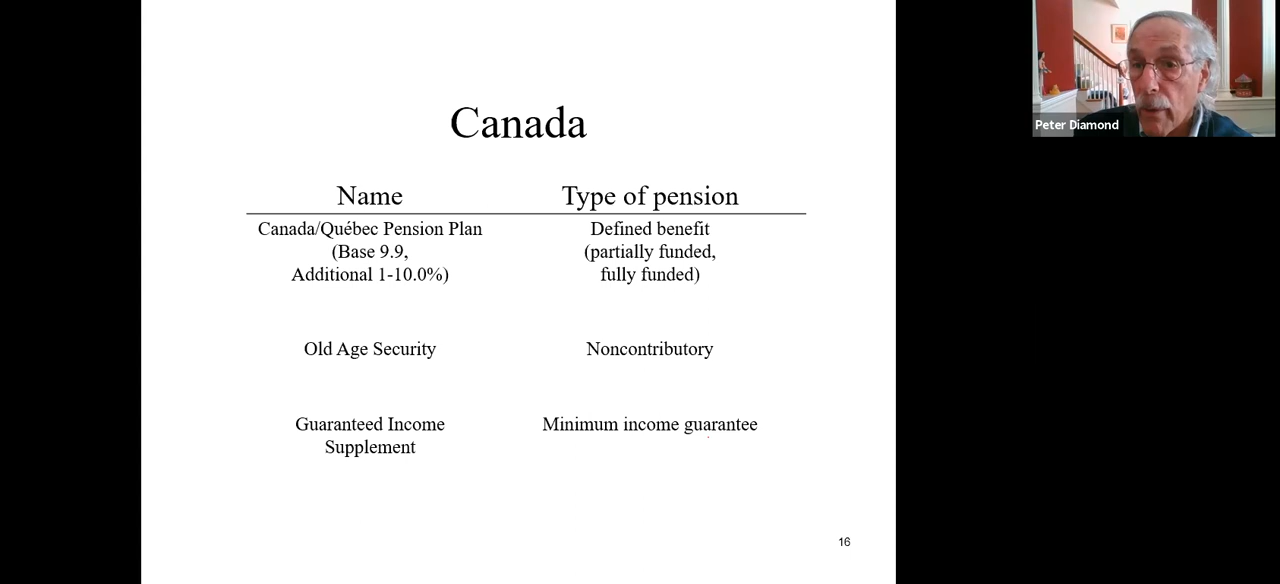 Canada
Name Type of pension
Canada/Québec Pension Plan Defined benefit
(Base 9.9, (partially funded,
Additional 1-10.0%) fully funded)
Old Age Security Noncontributory
Guaranteed Income Minimum income guarantee
Supplement
16
Peter Diamond